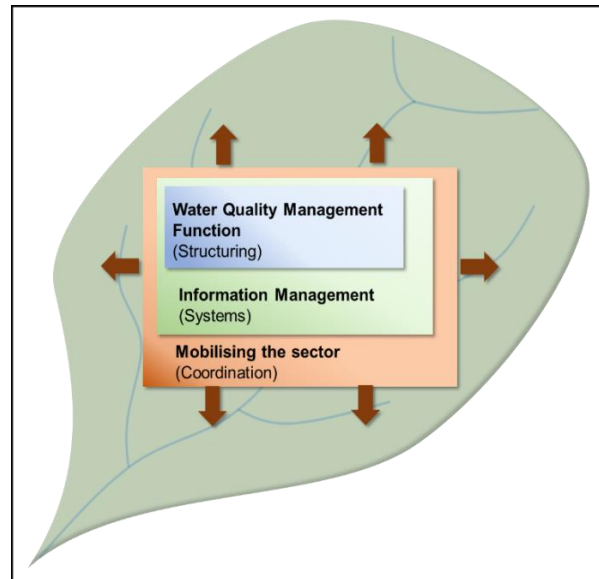 Water Quality Management
Function
(Structuring)
Information Management
(Systems)
Mobilising the sector
(Coordination)